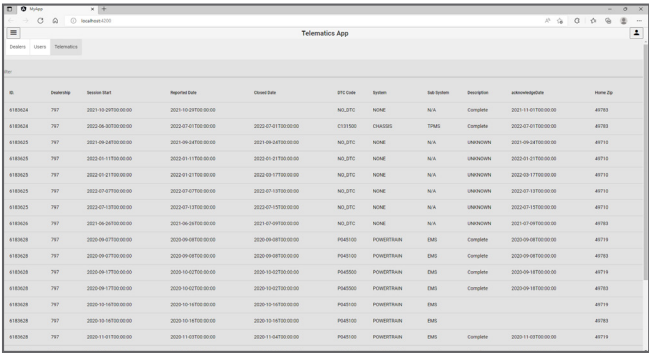 MyApp
localhost:4200
Telematics App
Dealers Users Telematics
filter
ID. Dealership Session Start Reported Date Closed Date DTC Code System Sub System Description acknowledgeDate Home Zip
6183624 797 2021-10-29T00:00:00 2021-10-29T00:00:00 NO_DTC NONE N/A Complete 2021-11-01T00:00:00 49783
6183624 797 2022-06-30T00:00:00 2022-07-01T00:00:00 2022-07-01T00:00:00 C131500 CHASSIS TPMS Complete 2022-07-01T00:00:00 49783
6183625 797 2021-09-24T00:00:00 2021-09-24T00:00:00 2021-09-24T00:00:00 NO_DTC NONE N/A UNKNOWN 2021-09-24T00:00:00 49710
6183625 797 2022-01-11T00:00:00 2022-01-11T00:00:00 2022-01-21T00:00:00 NO_DTC NONE N/A UNKNOWN 2022-01-21T00:00:00 49710
6183625 797 2022-01-21T00:00:00 2022-01-21T00:00:00 2022-03-17T00:00:00 NO_DTC NONE N/A UNKNOWN 2022-03-17T00:00:00 49710
6183625 797 2022-07-07T00:00:00 2022-07-07T00:00:00 2022-07-13T00:00:00 NO_DTC NONE N/A UNKNOWN 2022-07-13T00:00:00 49710
6183625 797 2022-07-13T00:00:00 2022-07-13T00:00:00 2022-07-15T00:00:00 NO_DTC NONE N/A UNKNOWN 2022-07-15T00:00:00 49710
6183626 797 2021-06-26T00:00:00 2021-06-26T00:00:00 2021-07-09T00:00:00 NO_DTC NONE N/A UNKNOWN 2021-07-09T00:00:00 49783
6183628 797 2020-09-07T00:00:00 2020-09-08T00:00:00 2020-09-08T00:00:00 P045100 POWERTRAIN EMS Complete 2020-09-08T00:00:00 49719
6183628 797 2020-09-07T00:00:00 2020-09-08T00:00:00 2020-09-08T00:00:00 P045100 POWERTRAIN EMS Complete 2020-09-08T00:00:00 49783
6183628 797 2020-09-17T00:00:00 2020-10-02T00:00:00 2020-10-02T00:00:00 P045500 POWERTRAIN EMS Complete 2020-09-18T00:00:00 49719
6183628 797 2020-09-17T00:00:00 2020-10-02T00:00:00 2020-10-02T00:00:00 P045500 POWERTRAIN EMS Complete 2020-09-18T00:00:00 49783
6183628 797 2020-10-16T00:00:00 2020-10-16T00:00:00 P045100 POWERTRAIN EMS 49719
6183628 797 2020-10-16T00:00:00 2020-10-16T00:00:00 P045100 POWERTRAIN EMS 49783
6183628 797 2020-11-01T00:00:00 2020-11-03T00:00:00 2020-11-04T00:00:00 P045100 POWERTRAIN EMS Complete 2020-11-03T00:00:00 49719